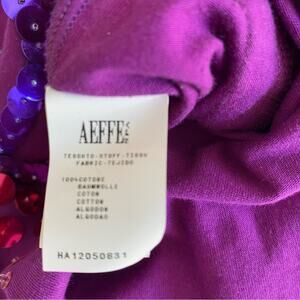 AEFFE
TESSUTO-STOFF-TISSU
FABRIC-TEJIDO
100%COTONE
BAUMWOLLE
COTON
COTTON
ALGODON
ALGODAO
HA12050831